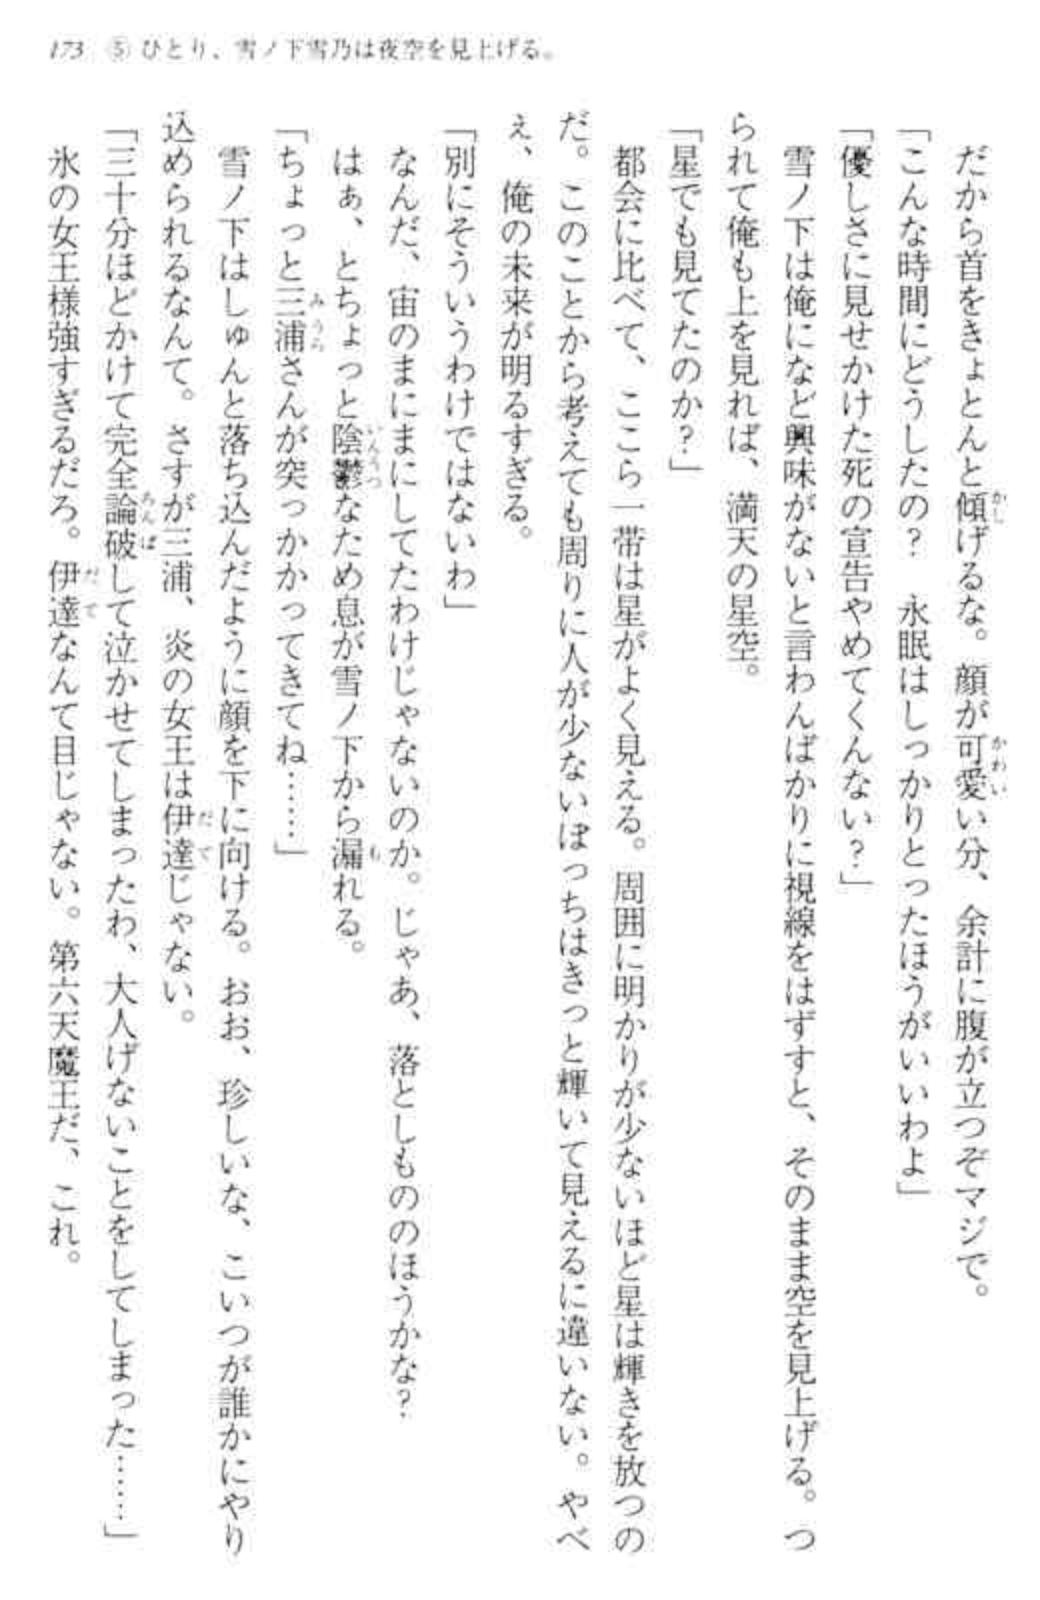 173 ⑤ ひとり、雪ノ下雪乃は夜空を見上げる。
　だから首をきょとんと傾げるな。顔が可愛い分、余計に腹が立つぞマジで。
「こんな時間にどうしたの？　永眠はしっかりとったほうがいいわよ」
「優しさに見せかけた死の宣告やめてくんない？」
　雪ノ下は俺になど興味がないと言わんばかりに視線をはずすと、そのまま空を見上げる。つ
られて俺も上を見れば、満天の星空。
「星でも見てたのか？」
　都会に比べて、ここら一帯は星がよく見える。周囲に明かりが少ないほど星は輝きを放つの
だ。このことから考えても周りに人が少ないぼっちはきっと輝いて見えるに違いない。やべ
ぇ、俺の未来が明るすぎる。
「別にそういうわけではないわ」
　なんだ、宙のまにまにしてたわけじゃないのか。じゃあ、落としもののほうかな？
　はぁ、とちょっと陰鬱なため息が雪ノ下から漏れる。
「ちょっと三浦さんが突っかかってきてね……」
　雪ノ下はしゅんと落ち込んだように顔を下に向ける。おお、珍しいな、こいつが誰かにやり
込められるなんて。さすが三浦、炎の女王は伊達じゃない。
「三十分ほどかけて完全論破して泣かせてしまったわ、大人げないことをしてしまった……」
　氷の女王様強すぎるだろ。伊達なんて目じゃない。第六天魔王だ、これ。